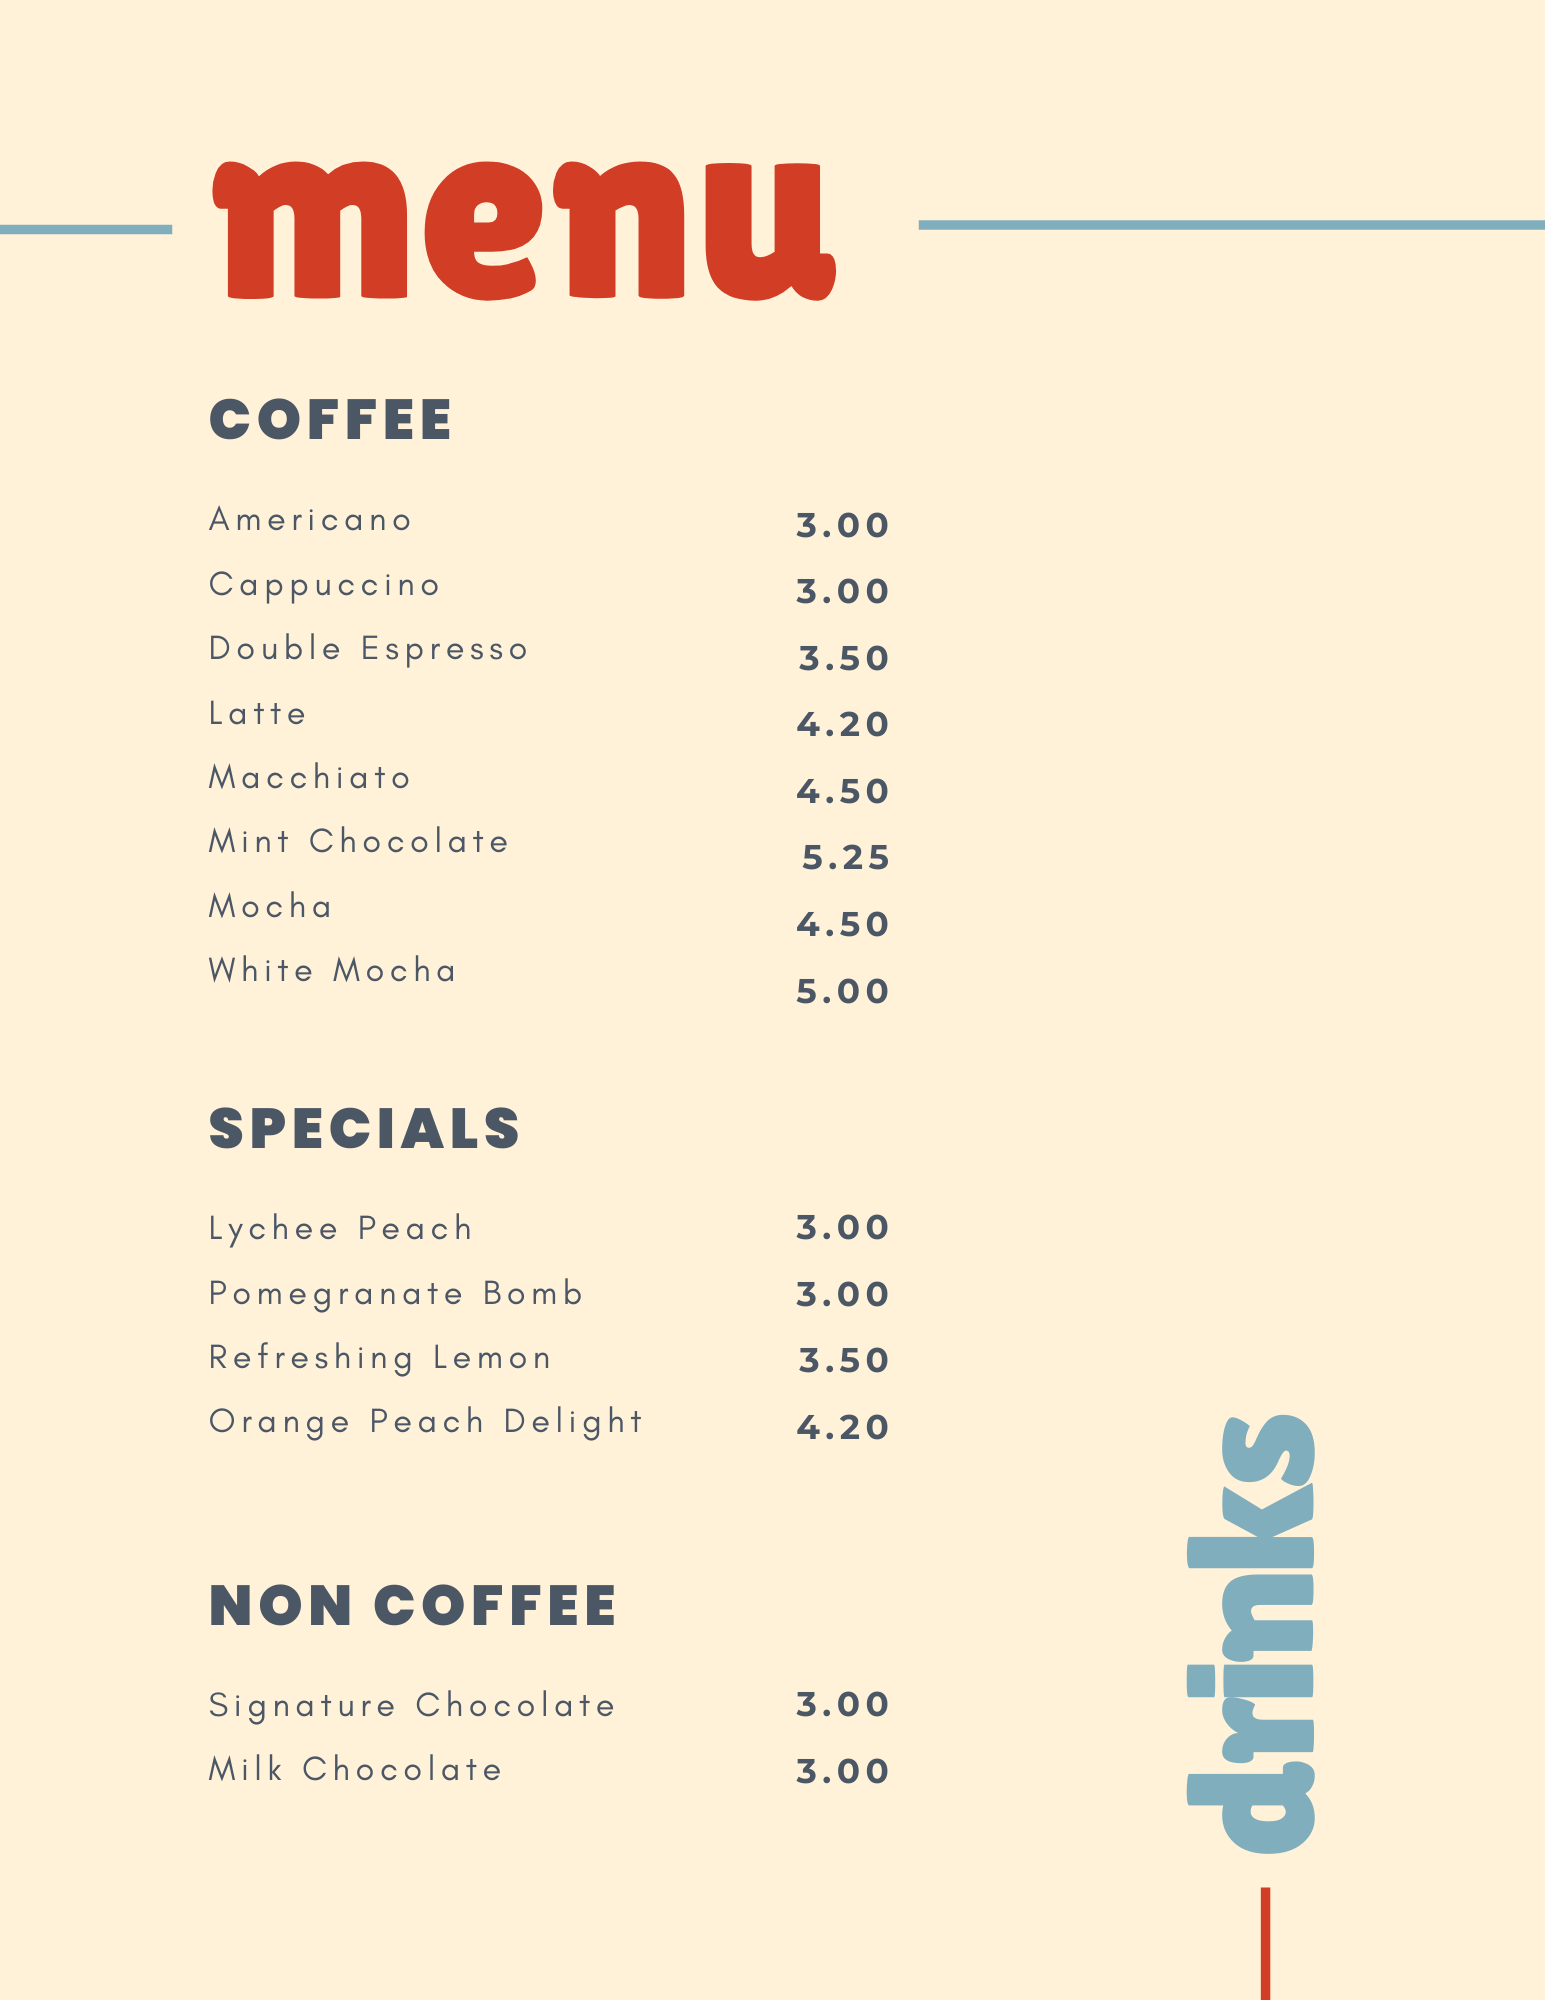 menu
COFFEE
Americano 3.00
Cappuccino 3.00
Double Espresso 3.50
Latte 4.20
Macchiato 4.50
Mint Chocolate 5.25
Mocha 4.50
White Mocha 5.00
SPECIALS
Lychee Peach 3.00
Pomegranate Bomb 3.00
Refreshing Lemon 3.50
Orange Peach Delight 4.20
NON COFFEE
Signature Chocolate 3.00
Milk Chocolate 3.00
drinks